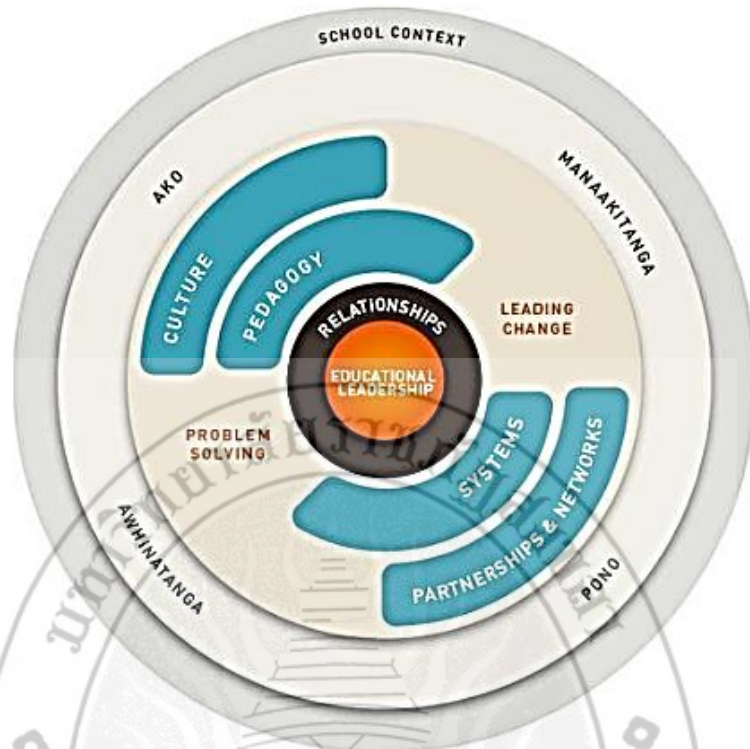 SCHOOL CONTEXT
AKO
MANAAKITANGA
CULTURE
PEDAGOGY
RELATIONSHIPS
EDUCATIONAL
LEADERSHIP
LEADING
CHANGE
PROBLEM
SOLVING
SYSTEMS
PARTNERSHIPS & NETWORKS
AWHINATANGA
PONO